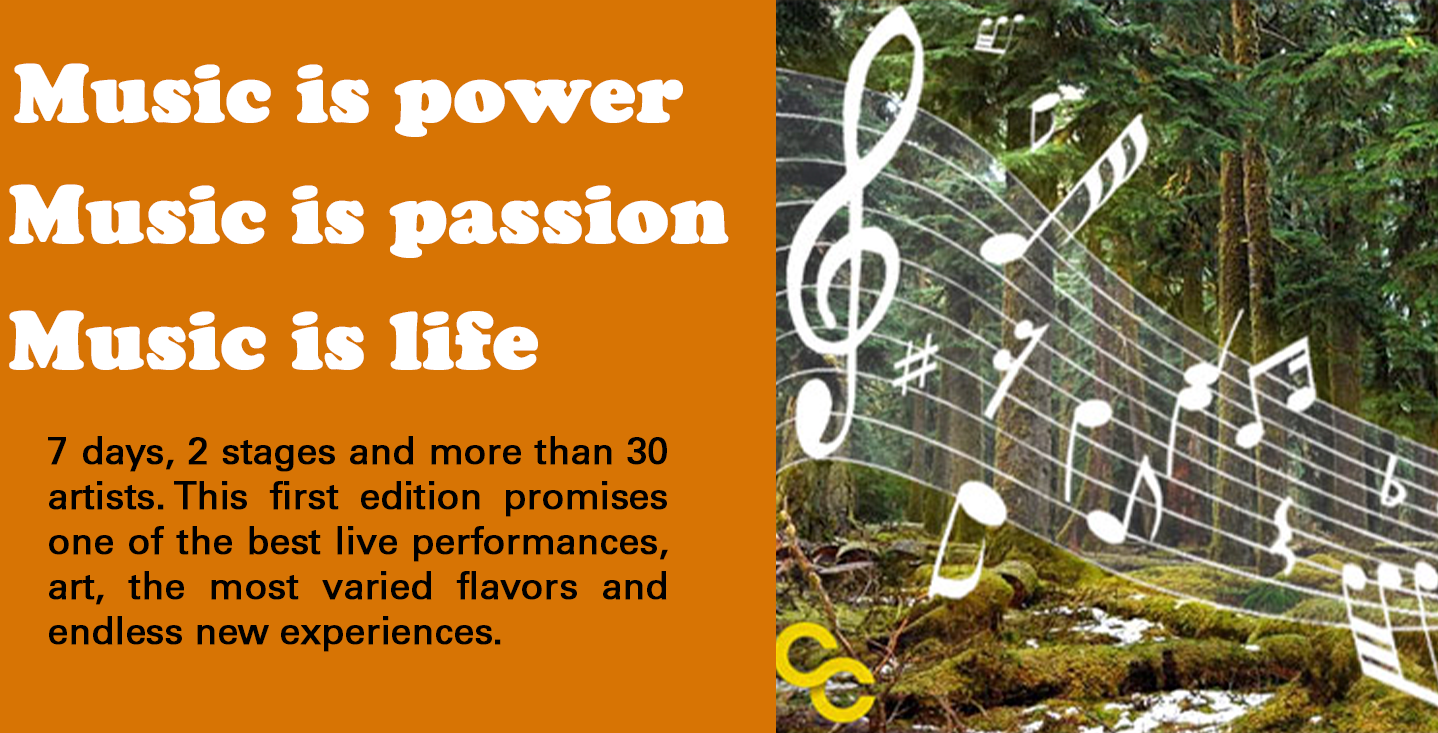 Music is power
Music is passion
Music is life
7 days, 2 stages and more than 30
artists. This first edition promises
one of the best live performances,
art, the most varied flavors and
endless new experiences.